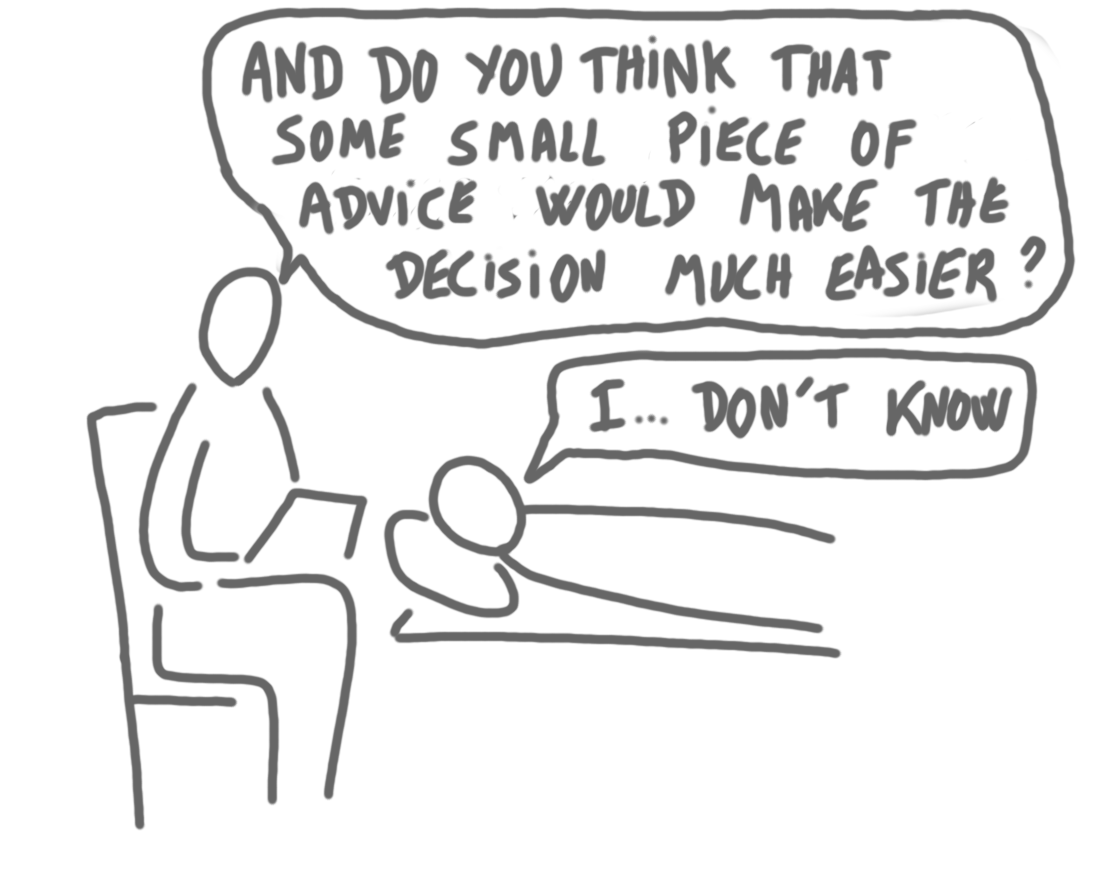 AND DO YOU THiNK THAT
SOME SMALL PiECE OF
ADViCE WOULD MAKE THE
DECiSiON MUCH EASiER ?
I... DON'T KNOW